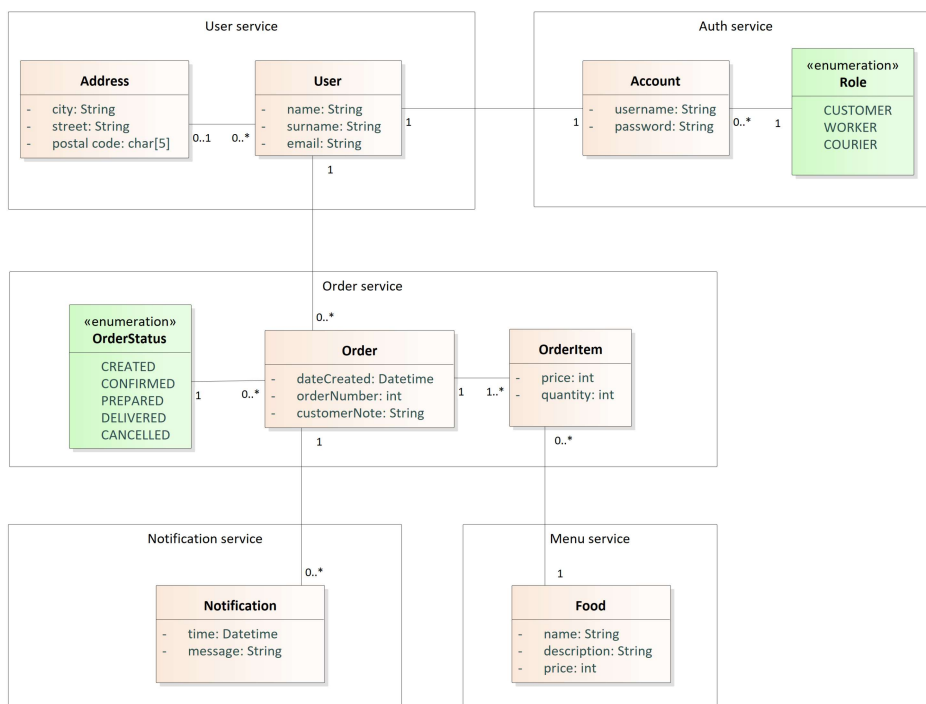 User service
Address
- city: String
- street: String
- postal code: char[5]
0..1
0..*
User
- name: String
- surname: String
- email: String
1
1
Auth service
Account
- username: String
- password: String
1
0..*
1
«enumeration»
Role
CUSTOMER
WORKER
COURIER
Order service
«enumeration»
OrderStatus
CREATED
CONFIRMED
PREPARED
DELIVERED
CANCELLED
1
0..*
0..*
Order
- dateCreated: Datetime
- orderNumber: int
- customerNote: String
1
1
1..*
OrderItem
- price: int
- quantity: int
0..*
Notification service
0..*
Notification
- time: Datetime
- message: String
Menu service
1
Food
- name: String
- description: String
- price: int